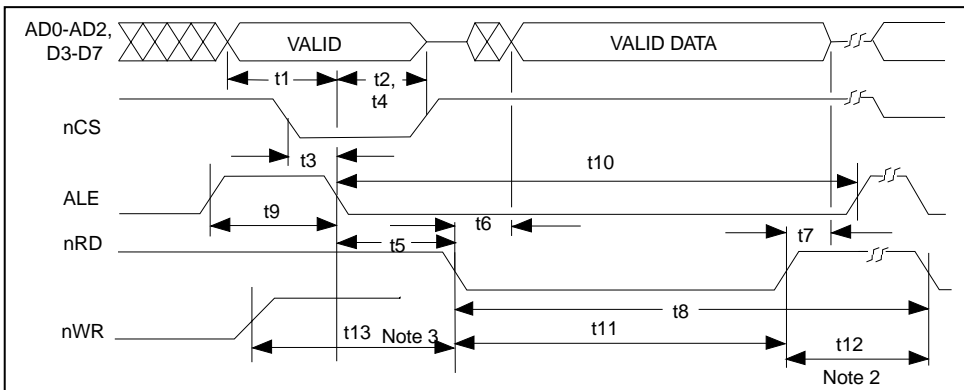 AD0-AD2,
D3-D7
VALID
VALID DATA
t1
t2,
t4
nCS
t3
t10
ALE
t9
t6
nRD
t5
t7
t8
nWR
t13
Note 3
t11
t12
Note 2